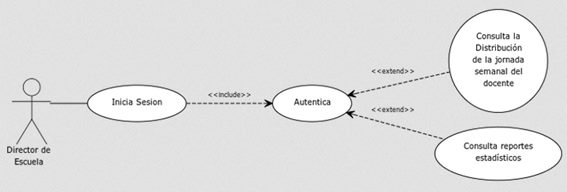 Consulta la
Distribución
de la jornada
semanal del
docente
<<extend>>
Inicia Sesion
<<include>>
Autentica
<<extend>>
Director de
Escuela
Consulta reportes
estadísticos